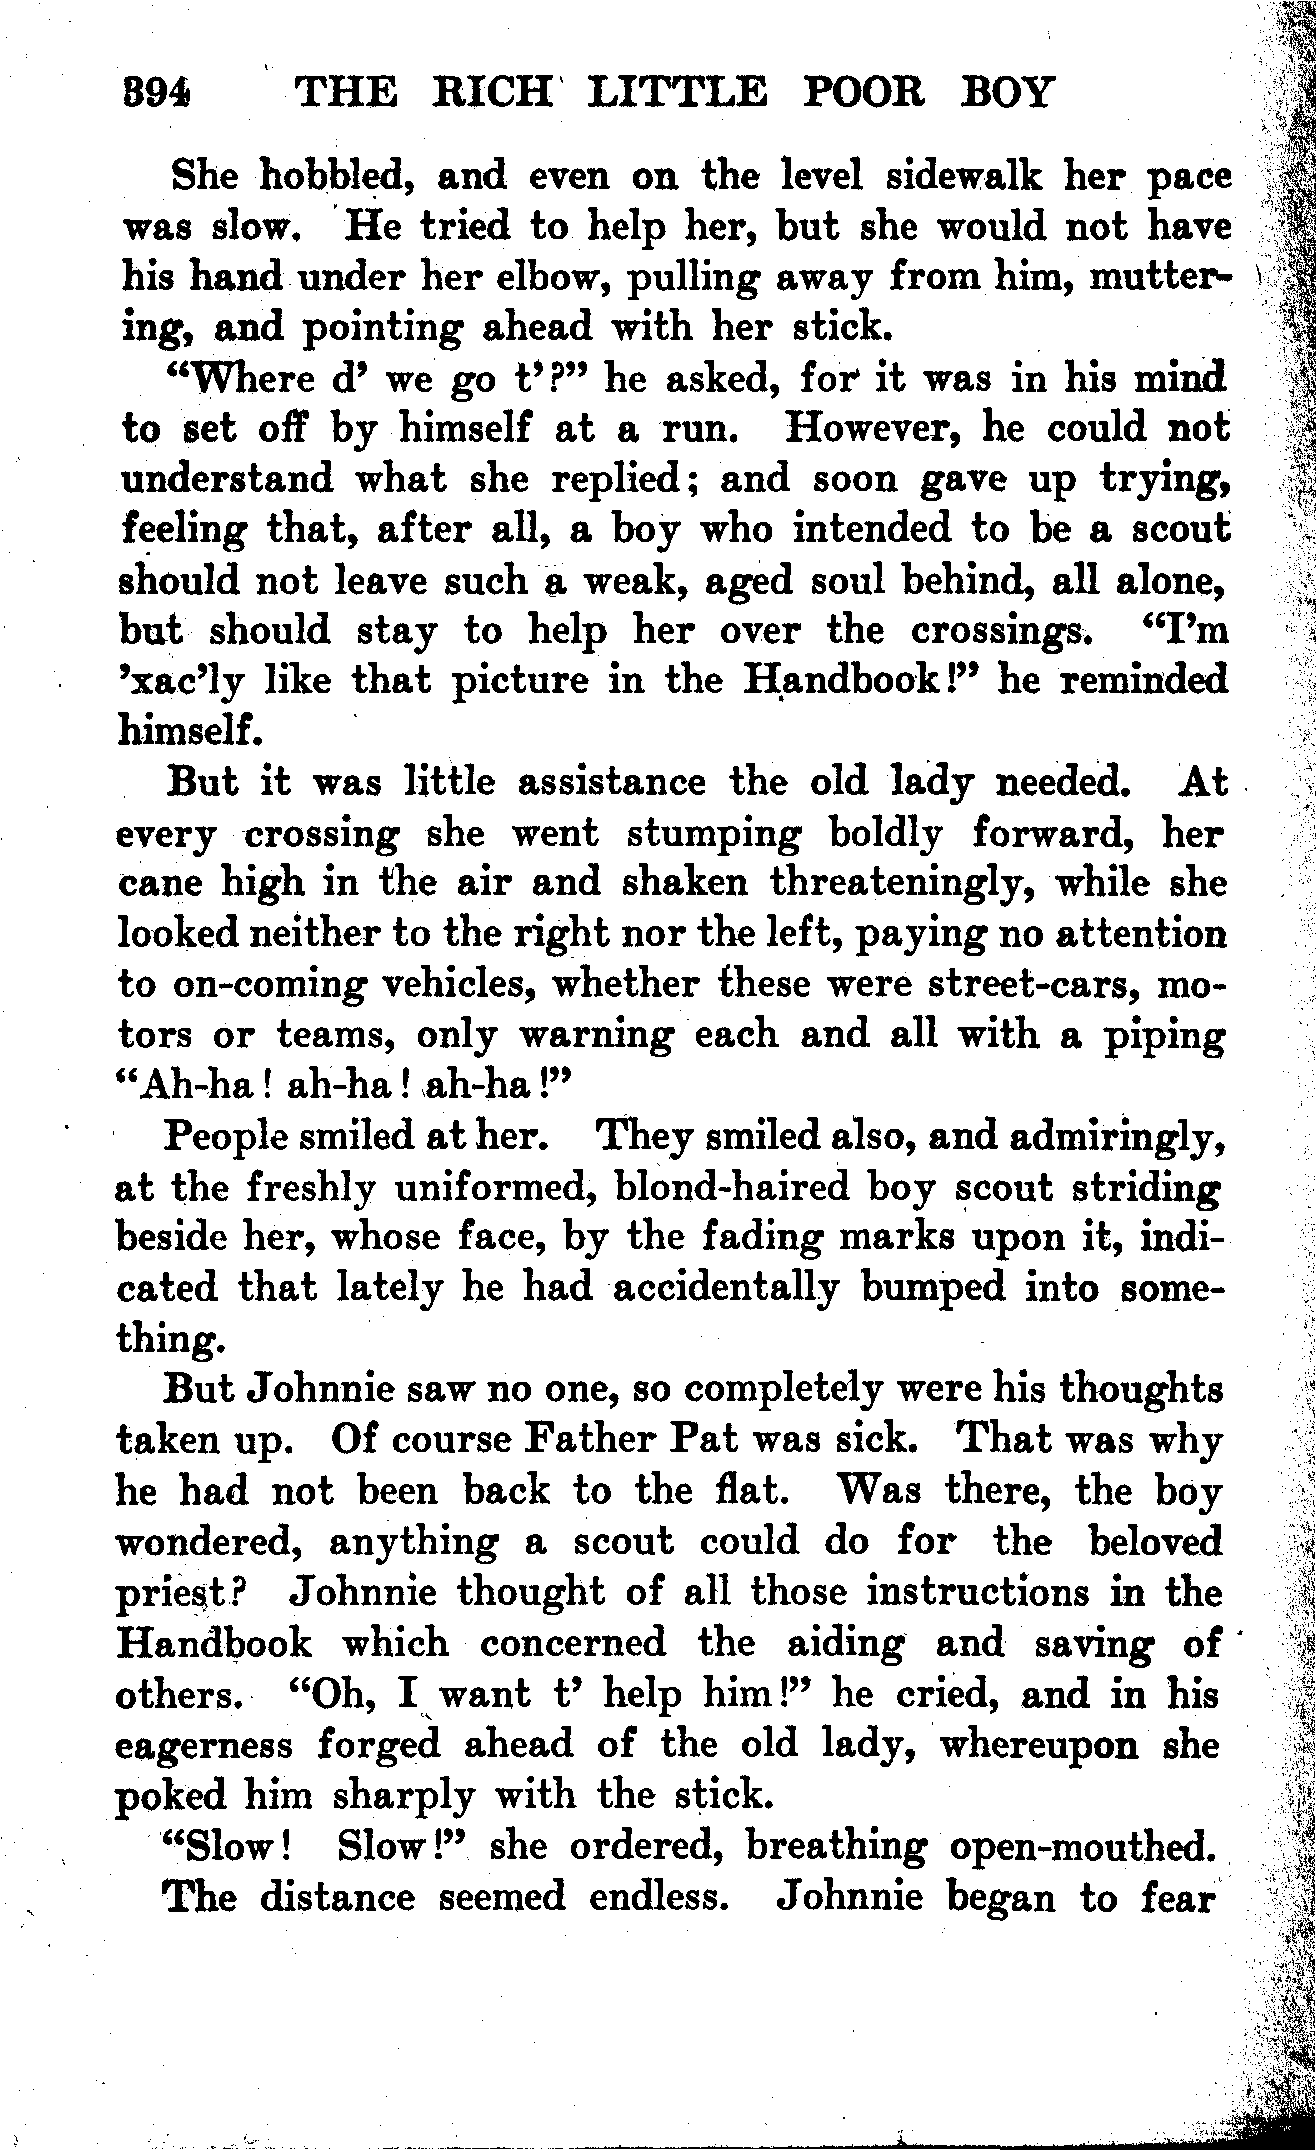 394 THE RICH LITTLE POOR BOY
She hobbled, and even on the level sidewalk her pace
was slow. He tried to help her, but she would not have
his hand under her elbow, pulling away from him, mutter-
ing, and pointing ahead with her stick.
“Where d’ we go t’?” he asked, for it was in his mind
to set off by himself at a run. However, he could not
understand what she replied; and soon gave up trying,
feeling that, after all, a boy who intended to be a scout
should not leave such a weak, aged soul behind, all alone,
but should stay to help her over the crossings. “I’m
’xac’ly like that picture in the Handbook!” he reminded
himself.
But it was little assistance the old lady needed. At
every crossing she went stumping boldly forward, her
cane high in the air and shaken threateningly, while she
looked neither to the right nor the left, paying no attention
to on-coming vehicles, whether these were street-cars, mo-
tors or teams, only warning each and all with a piping
“Ah-ha! ah-ha! ah-ha!”
People smiled at her. They smiled also, and admiringly,
at the freshly uniformed, blond-haired boy scout striding
beside her, whose face, by the fading marks upon it, indi-
cated that lately he had accidentally bumped into some-
thing.
But Johnnie saw no one, so completely were his thoughts
taken up. Of course Father Pat was sick. That was why
he had not been back to the flat. Was there, the boy
wondered, anything a scout could do for the beloved
priest? Johnnie thought of all those instructions in the
Handbook which concerned the aiding and saving of
others. “Oh, I want t’ help him!” he cried, and in his
eagerness forged ahead of the old lady, whereupon she
poked him sharply with the stick.
“Slow! Slow!” she ordered, breathing open-mouthed.
The distance seemed endless. Johnnie began to fear